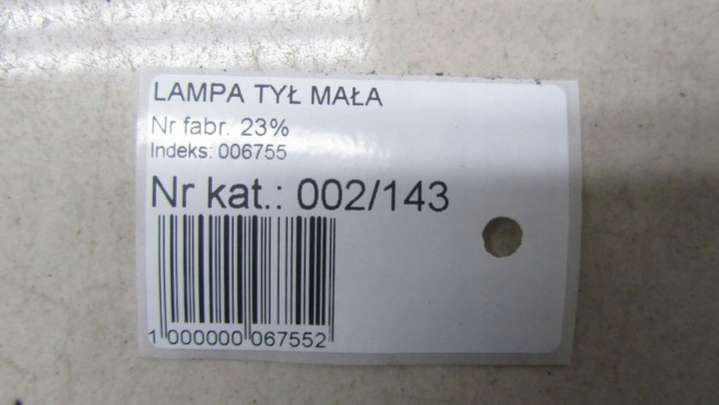 LAMPA TYŁ MAŁA
Nr fabr. 23%
Indeks: 006755
Nr kat.: 002/143
1 000000 067552